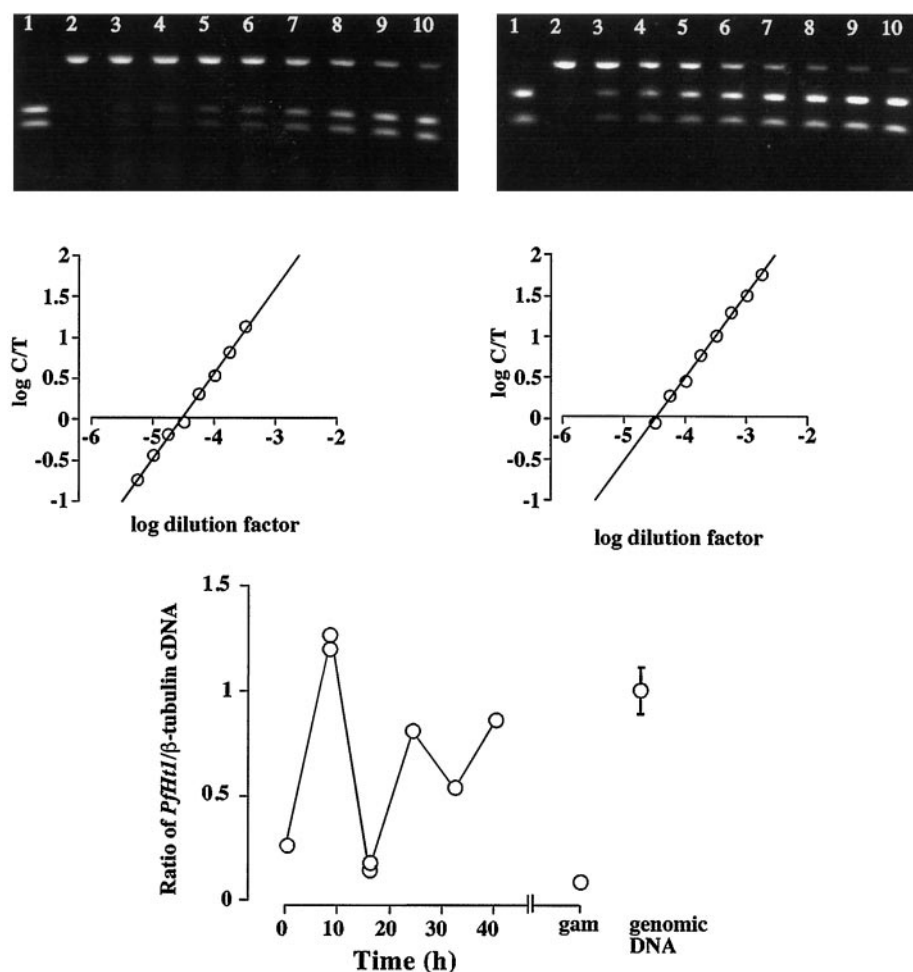 1 2 3 4 5 6 7 8 9 10
1 2 3 4 5 6 7 8 9 10
log C/T
2
1.5
1
0.5
0
-0.5
-1
-6 -5 -4 -3 -2
log dilution factor
log C/T
2
1.5
1
0.5
0
-0.5
-1
-6 -5 -4 -3 -2
log dilution factor
Ratio of PfHt1/β-tubulin cDNA
1.5
1
0.5
0
0 10 20 30 40
gam
genomic
DNA
Time (h)